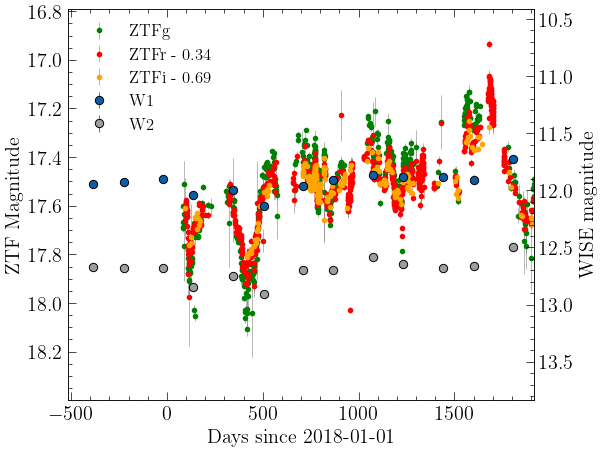 16.8
17.0
17.2
17.4
17.6
17.8
18.0
18.2
ZTF Magnitude
ZTFg
ZTFr - 0.34
ZTFi - 0.69
W1
W2
10.5
11.0
11.5
12.0
12.5
13.0
13.5
WISE magnitude
−500 0 500 1000 1500
Days since 2018-01-01